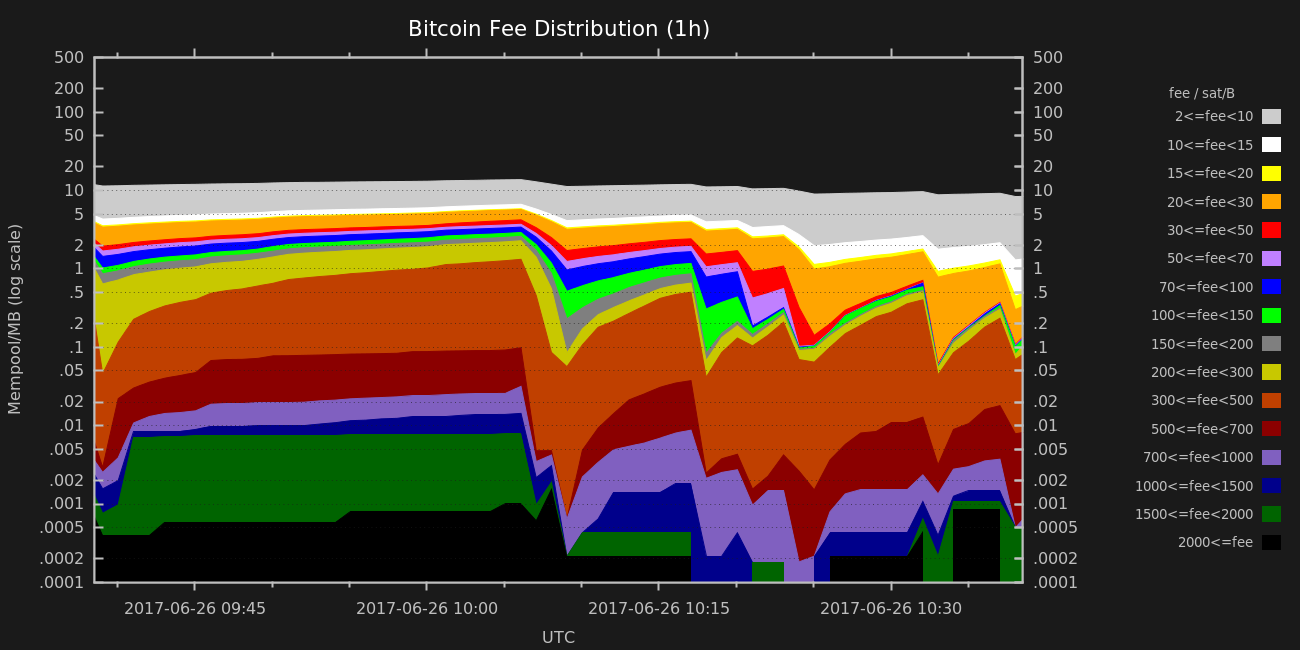 Bitcoin Fee Distribution (1h)
500 500
200 200
100 100
50 50
20 20
10 10
5 5
2 2
1 1
.5 .5
.2 .2
.1 .1
.05 .05
.02 .02
.01 .01
.005 .005
.002 .002
.001 .001
.0005 .0005
.0002 .0002
.0001 .0001
Mempool/MB (log scale)
2017-06-26 09:45 2017-06-26 10:00 2017-06-26 10:15 2017-06-26 10:30
UTC
fee / sat/B
2<=fee<10
10<=fee<15
15<=fee<20
20<=fee<30
30<=fee<50
50<=fee<70
70<=fee<100
100<=fee<150
150<=fee<200
200<=fee<300
300<=fee<500
500<=fee<700
700<=fee<1000
1000<=fee<1500
1500<=fee<2000
2000<=fee